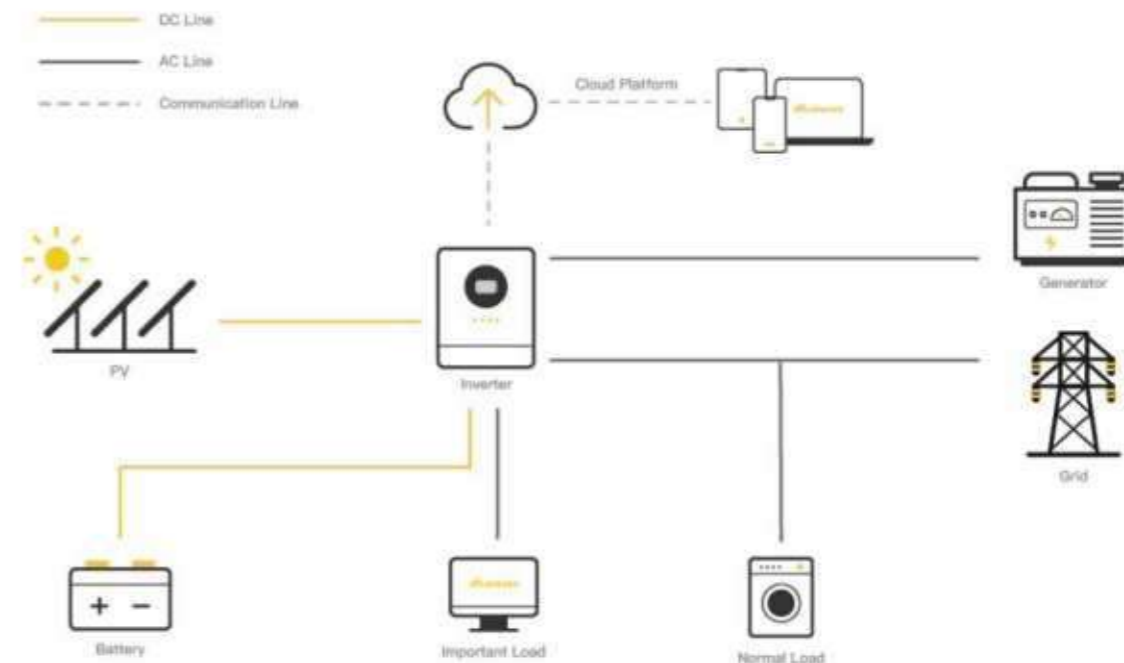 DC Line
AC Line
Communication Line
Cloud Platform
Generator
PV
Inverter
Grid
+ −
Battery
Important Load
Normal Load